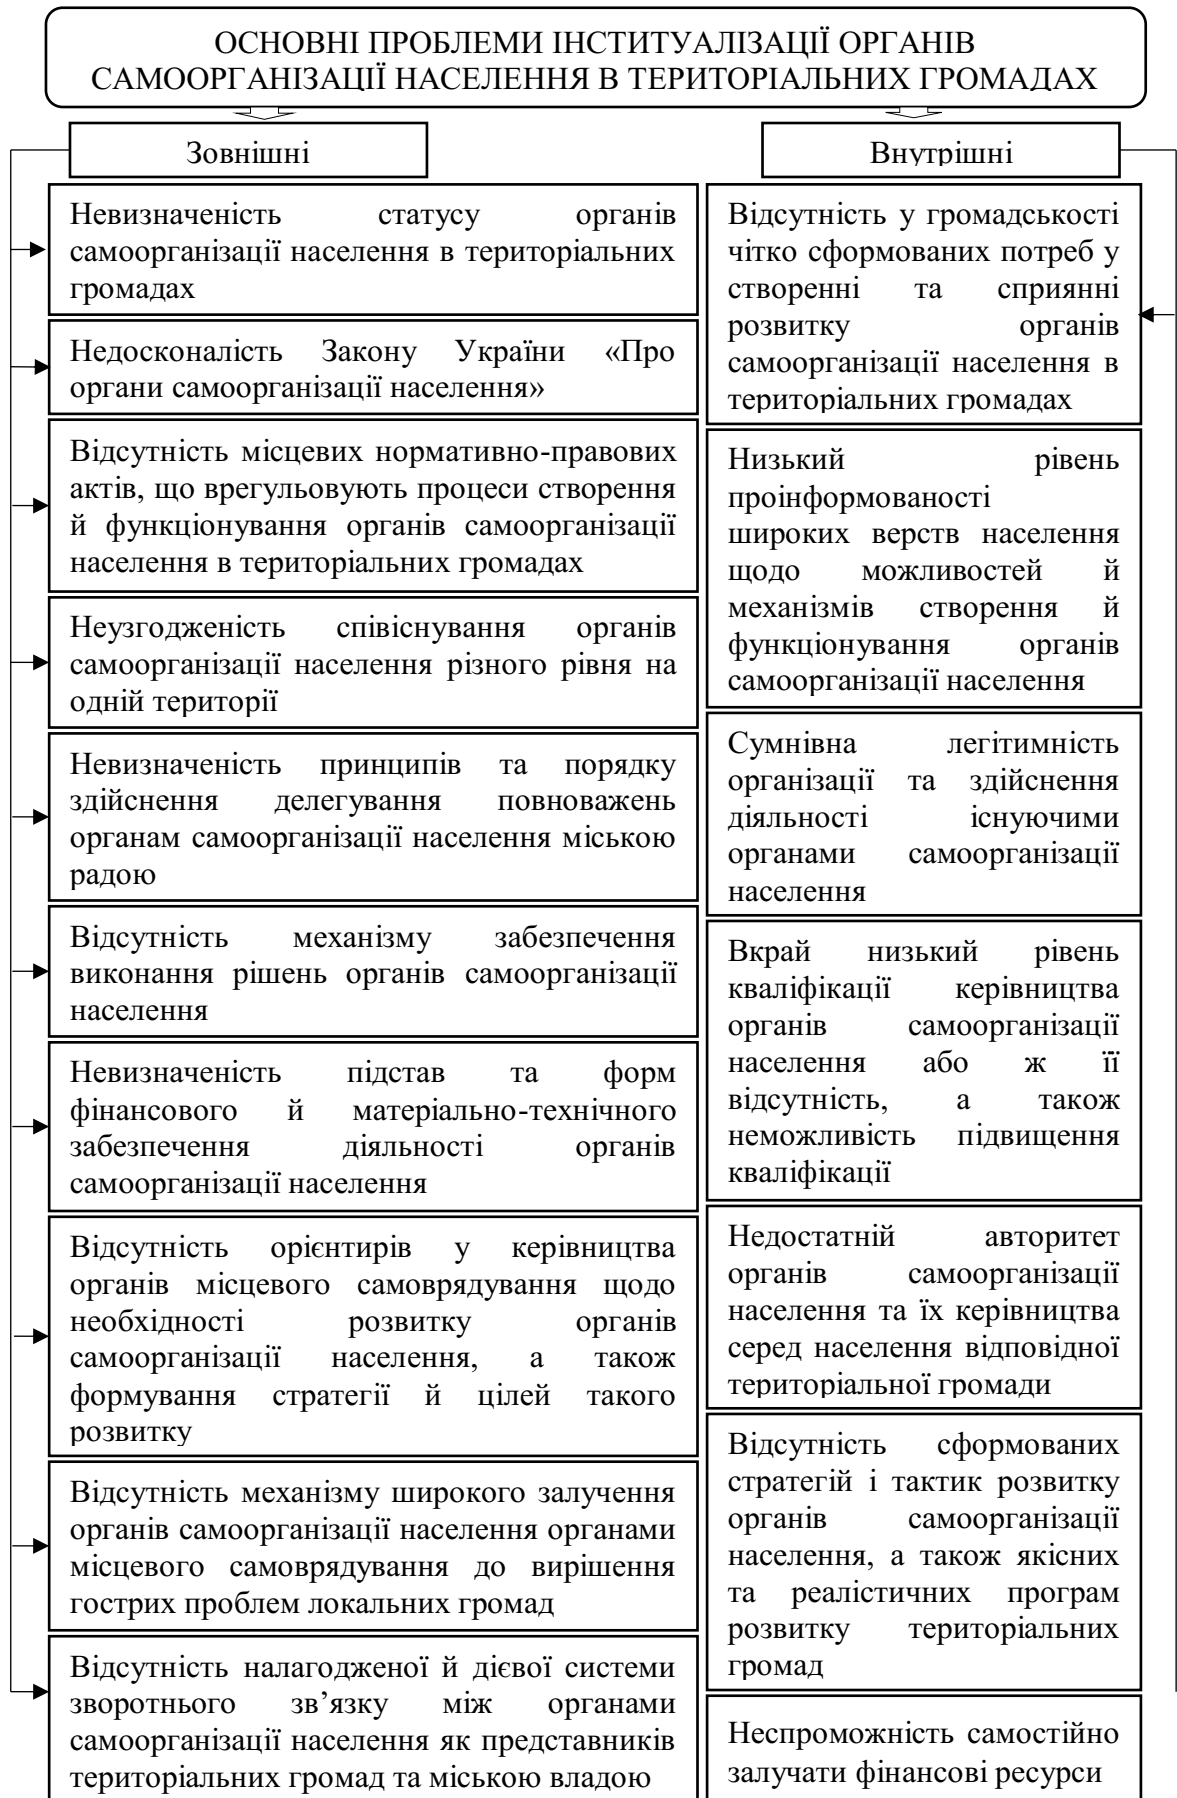 ОСНОВНІ ПРОБЛЕМИ ІНСТИТУАЛІЗАЦІЇ ОРГАНІВ
САМООРГАНІЗАЦІЇ НАСЕЛЕННЯ В ТЕРИТОРІАЛЬНИХ ГРОМАДАХ
Зовнішні
Невизначеність статусу органів
самоорганізації населення в територіальних
громадах
Недосконалість Закону України «Про
органи самоорганізації населення»
Відсутність місцевих нормативно-правових
актів, що врегульовують процеси створення
й функціонування органів самоорганізації
населення в територіальних громадах
Неузгодженість співіснування органів
самоорганізації населення різного рівня на
одній території
Невизначеність принципів та порядку
здійснення делегування повноважень
органам самоорганізації населення міською
радою
Відсутність механізму забезпечення
виконання рішень органів самоорганізації
населення
Невизначеність підстав та форм
фінансового й матеріально-технічного
забезпечення діяльності органів
самоорганізації населення
Відсутність орієнтирів у керівництва
органів місцевого самоврядування щодо
необхідності розвитку органів
самоорганізації населення, а також
формування стратегії й цілей такого
розвитку
Відсутність механізму широкого залучення
органів самоорганізації населення органами
місцевого самоврядування до вирішення
гострих проблем локальних громад
Відсутність налагодженої й дієвої системи
зворотнього зв’язку між органами
самоорганізації населення як представників
територіальних громад та міською владою
Внутрішні
Відсутність у громадськості
чітко сформованих потреб у
створенні та сприянні
розвитку органів
самоорганізації населення в
територіальних громадах
Низький рівень
проінформованості
широких верств населення
щодо можливостей й
механізмів створення й
функціонування органів
самоорганізації населення
Сумнівна легітимність
організації та здійснення
діяльності існуючими
органами самоорганізації
населення
Вкрай низький рівень
кваліфікації керівництва
органів самоорганізації
населення або ж її
відсутність, а також
неможливість підвищення
кваліфікації
Недостатній авторитет
органів самоорганізації
населення та їх керівництва
серед населення відповідної
територіальної громади
Відсутність сформованих
стратегій і тактик розвитку
органів самоорганізації
населення, а також якісних
та реалістичних програм
розвитку територіальних
громад
Неспроможність самостійно
залучати фінансові ресурси